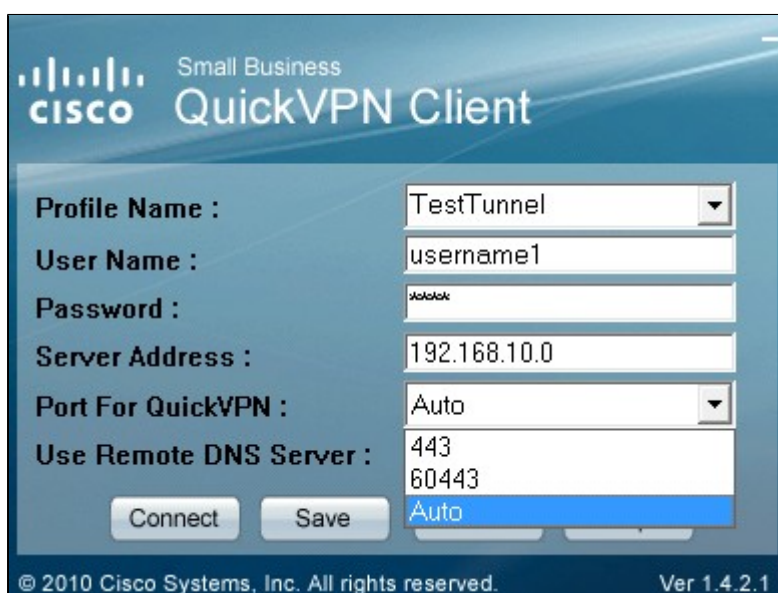 Small Business
CISCO QuickVPN Client
Profile Name : TestTunnel
User Name : username1
Password : ****
Server Address : 192.168.10.0
Port For QuickVPN : Auto
Use Remote DNS Server :
443
60443
Auto
Connect Save
© 2010 Cisco Systems, Inc. All rights reserved. Ver 1.4.2.1